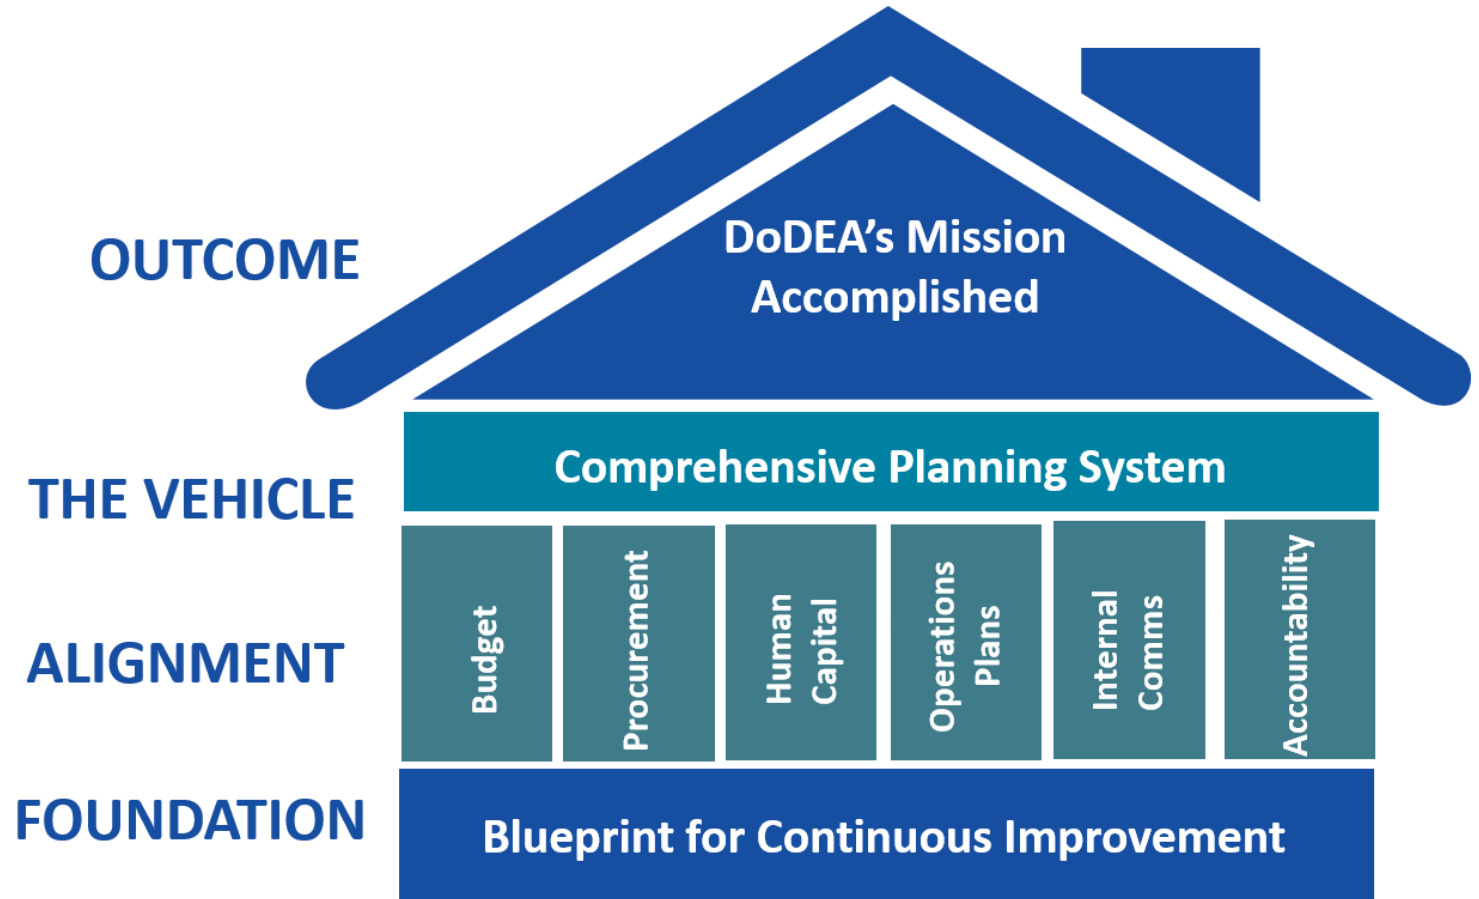 OUTCOME
DoDEA's Mission
Accomplished
THE VEHICLE
Comprehensive Planning System
ALIGNMENT
Budget
Procurement
Human
Capital
Operations
Plans
Internal
Comms
Accountability
FOUNDATION
Blueprint for Continuous Improvement